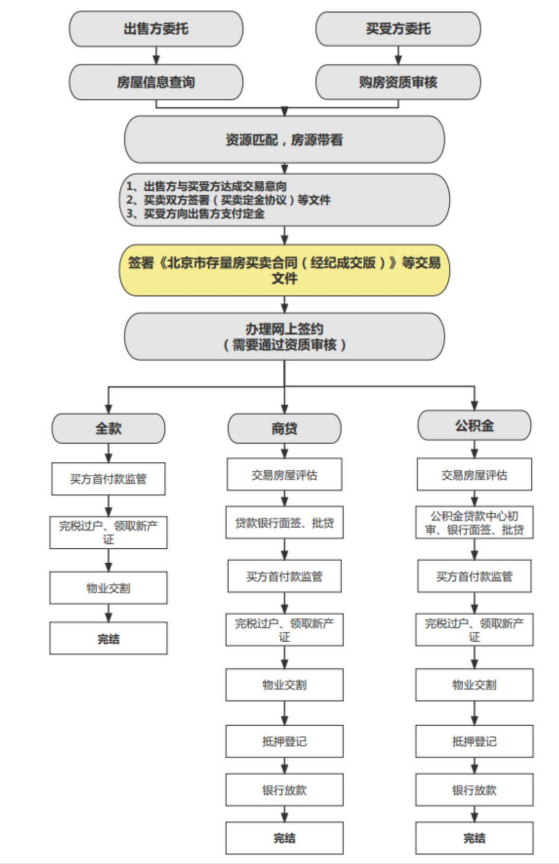 出售方委托
买受方委托
房屋信息查询
购房资质审核
资源匹配，房源带看
1、出售方与买受方达成交易意向
2、买卖双方签署（买卖定金协议）等文件
3、买受方向出售方支付定金
签署《北京市存量房买卖合同（经纪成交版）》等交易
文件
办理网上签约
（需要通过资质审核）
全款
买方首付款监管
完税过户、领取新产
证
物业交割
完结
商贷
交易房屋评估
贷款银行面签、批贷
买方首付款监管
完税过户、领取新产
证
物业交割
抵押登记
银行放款
完结
公积金
交易房屋评估
公积金贷款中心初
审、银行面签、批贷
买方首付款监管
完税过户、领取新产
证
物业交割
抵押登记
银行放款
完结